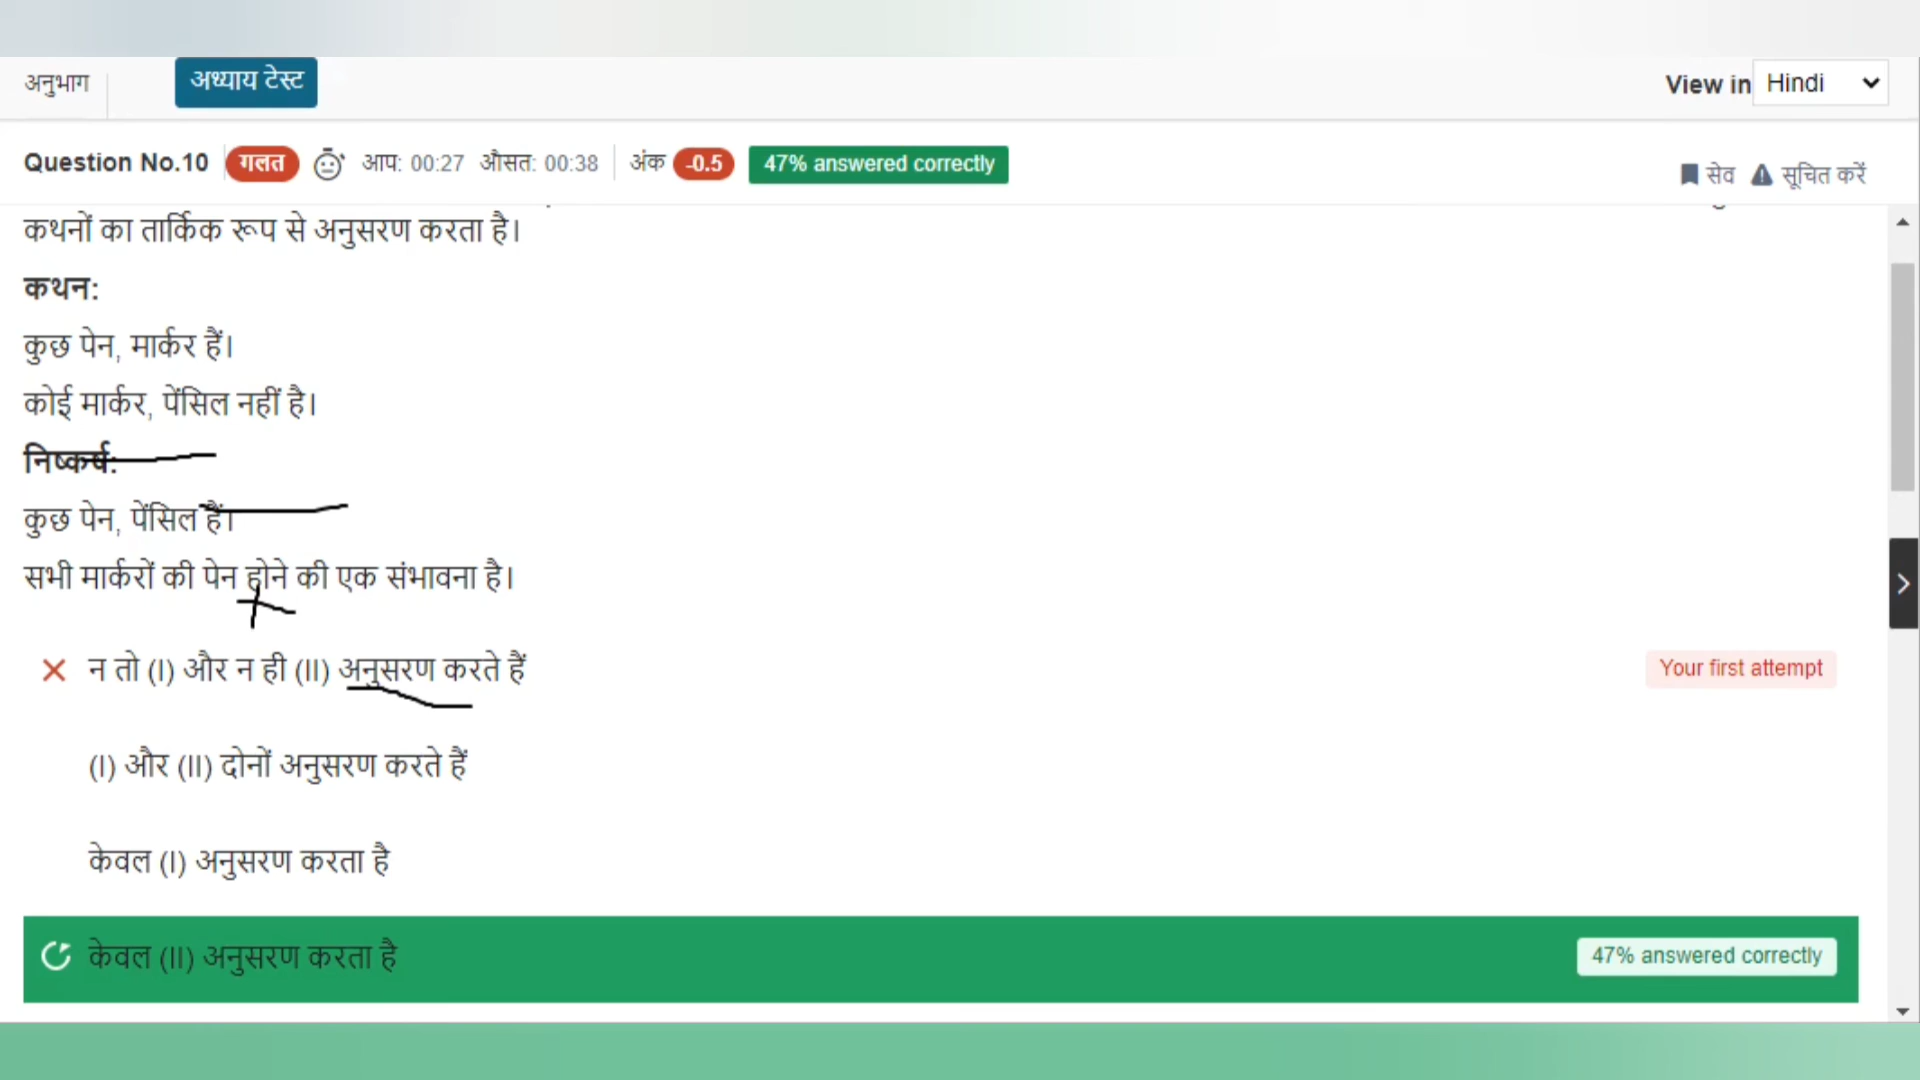 अनुभाग
अध्याय टेस्ट
View in Hindi
Question No.10 गलत आप: 00:27 औसत: 00:38 अंक -0.5 47% answered correctly
सेव सूचित करें
कथनों का तार्किक रूप से अनुसरण करता है।
कथन:
कुछ पेन, मार्कर हैं।
कोई मार्कर, पेंसिल नहीं है।
निष्कर्ष:
कुछ पेन, पेंसिल हैं।
सभी मार्करों की पेन होने की एक संभावना है।
न तो (I) और न ही (II) अनुसरण करते हैं
Your first attempt
(I) और (II) दोनों अनुसरण करते हैं
केवल (I) अनुसरण करता है
केवल (II) अनुसरण करता है
47% answered correctly